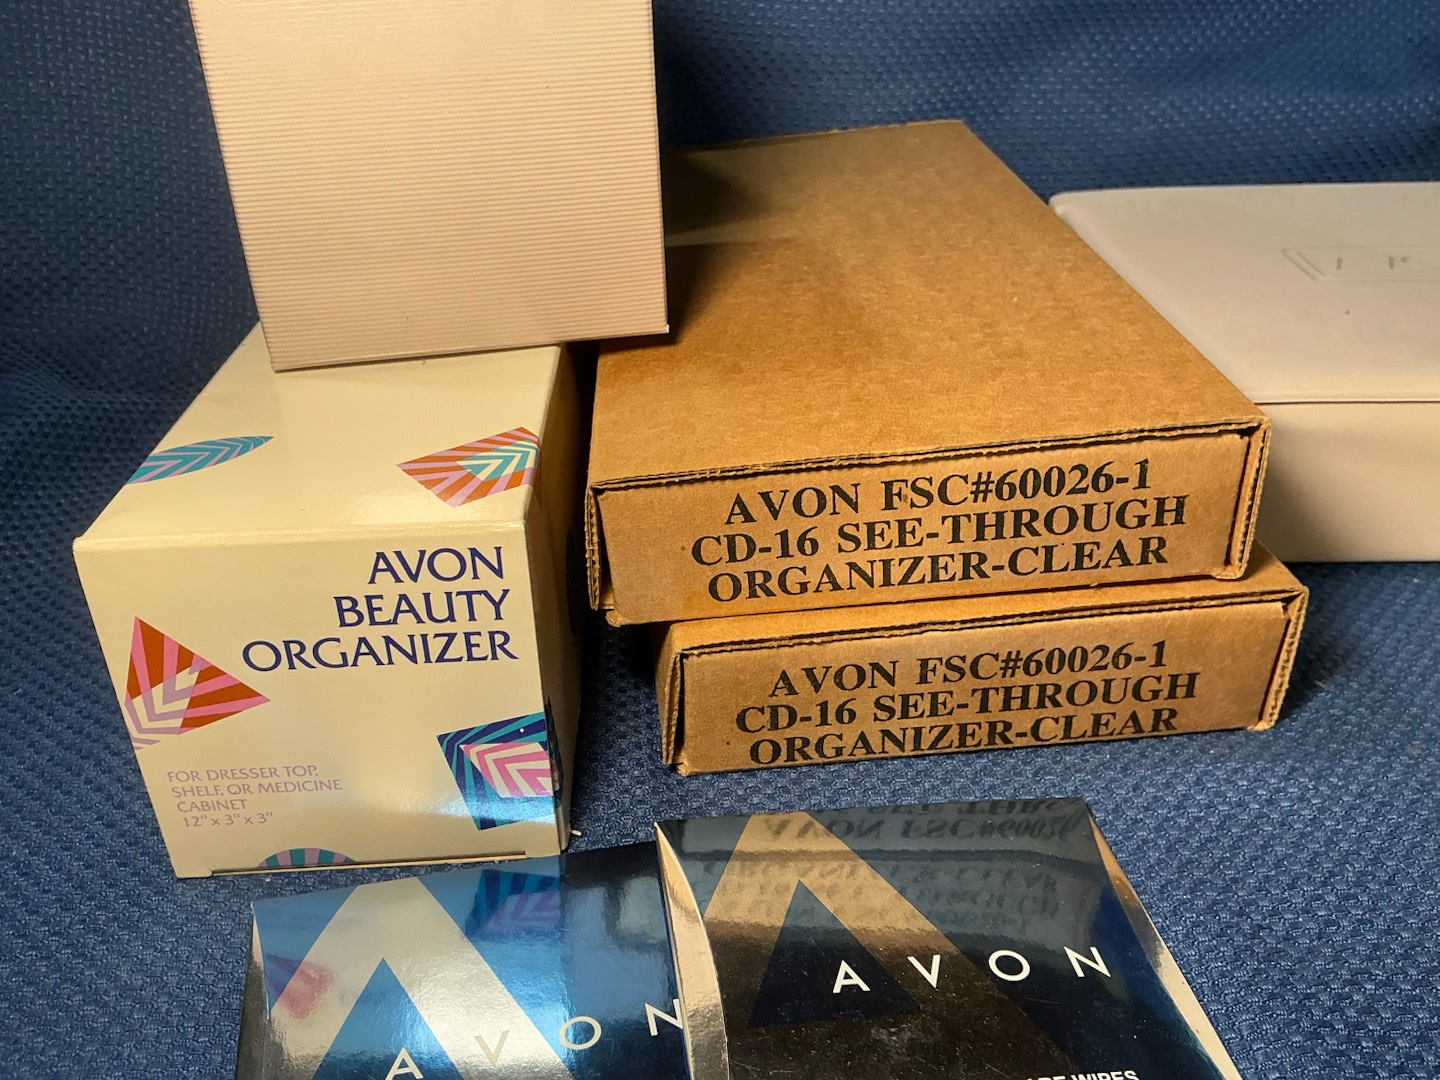 AVON
BEAUTY
ORGANIZER
FOR DRESSER TOP,
SHELF, OR MEDICINE
CABINET
12" x 3" x 3"
AVON FSC#60026-1
CD-16 SEE-THROUGH
ORGANIZER-CLEAR
AVON FSC#60026-1
CD-16 SEE-THROUGH
ORGANIZER-CLEAR
AVON
AVON
WIPES